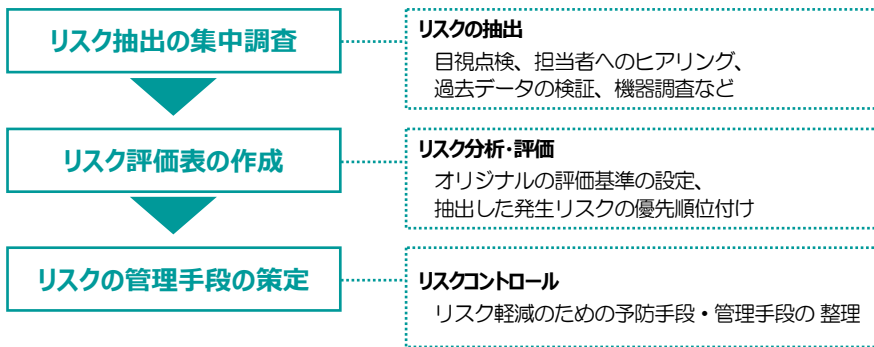 リスク抽出の集中調査
リスクの抽出
目視点検、担当者へのヒアリング、
過去データの検証、機器調査など
リスク評価表の作成
リスク分析・評価
オリジナルの評価基準の設定、
抽出した発生リスクの優先順位付け
リスクの管理手段の策定
リスクコントロール
リスク軽減のための予防手段・管理手段の 整理